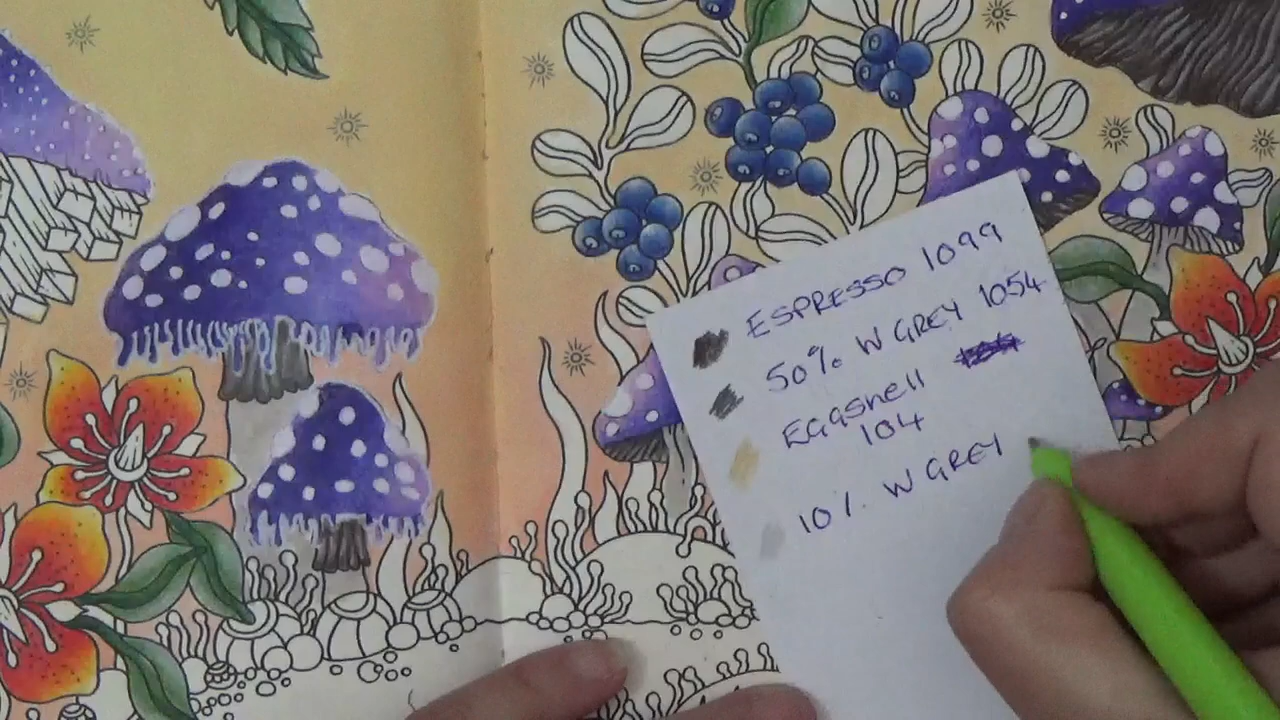 ESPRESSO 1099
50% W GREY 1054
EGGSHELL
104
10% W GREY